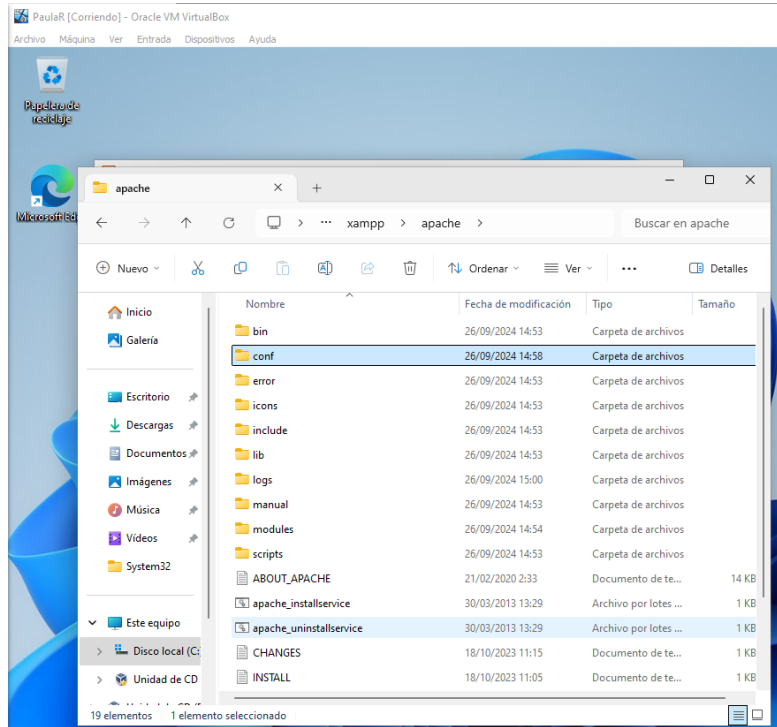 PaulaR [Corriendo] - Oracle VM VirtualBox
Archivo Máquina Ver Entrada Dispositivos Ayuda
Papelera de
reciclaje
Microsoft Ed
apache
xampp > apache >
Buscar en apache
Nuevo
Ordenar
Ver
Detalles
Inicio
Galería
Escritorio
Descargas
Documentos
Imágenes
Música
Vídeos
System32
Este equipo
Disco local (C:
Unidad de CD
Nombre Fecha de modificación Tipo Tamaño
bin 26/09/2024 14:53 Carpeta de archivos
conf 26/09/2024 14:58 Carpeta de archivos
error 26/09/2024 14:53 Carpeta de archivos
icons 26/09/2024 14:53 Carpeta de archivos
include 26/09/2024 14:53 Carpeta de archivos
lib 26/09/2024 14:53 Carpeta de archivos
logs 26/09/2024 15:00 Carpeta de archivos
manual 26/09/2024 14:53 Carpeta de archivos
modules 26/09/2024 14:54 Carpeta de archivos
scripts 26/09/2024 14:53 Carpeta de archivos
ABOUT_APACHE 21/02/2020 2:33 Documento de te... 14 KB
apache_installservice 30/03/2013 13:29 Archivo por lotes ... 1 KB
apache_uninstallservice 30/03/2013 13:29 Archivo por lotes ... 1 KB
CHANGES 18/10/2023 11:15 Documento de te... 1 KB
INSTALL 18/10/2023 11:05 Documento de te... 1 KB
19 elementos 1 elemento seleccionado